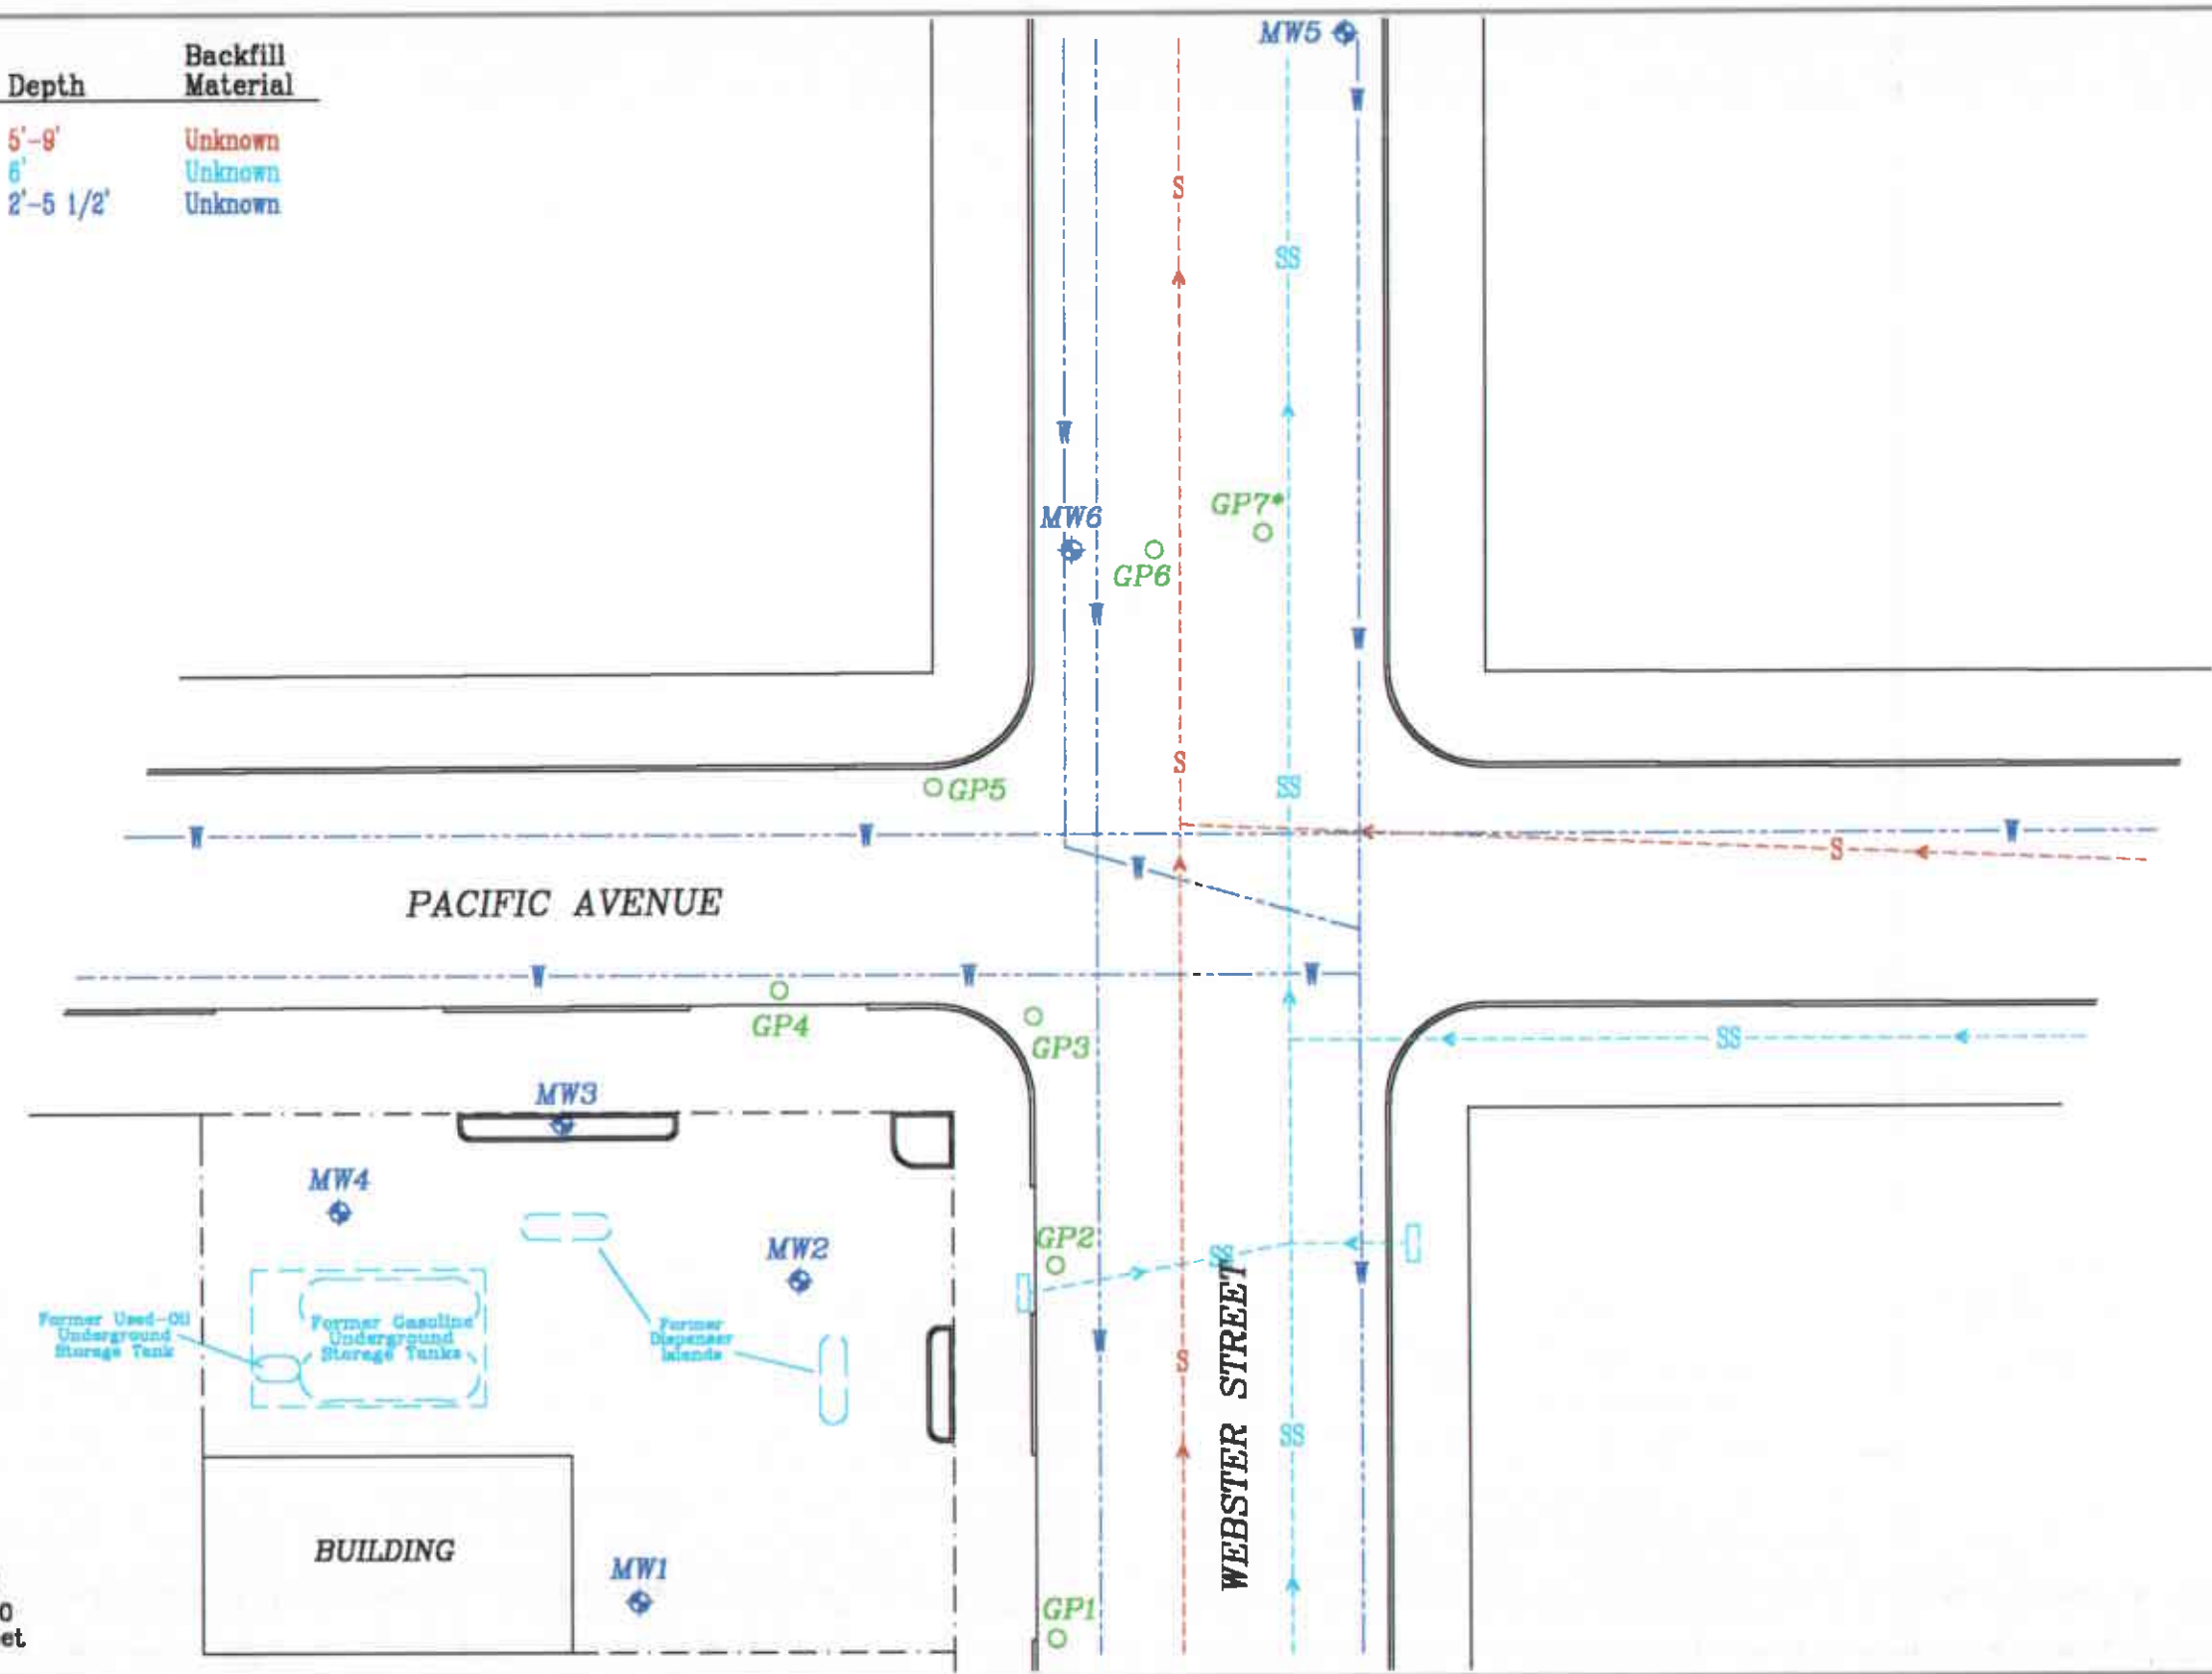 Backfill
Depth Material
5'-9' Unknown
6' Unknown
2'-5 1/2' Unknown
MW5
W
S
SS
W
GP7*
MW6
GP6
W
W
S
SS
GP5
W
W
W
S
W
PACIFIC AVENUE
W
W
W
GP4
GP3
SS
MW3
MW4
GP2
MW2
SS
W
Former Used-Oil
Underground
Storage Tank
Former Gasoline
Underground
Storage Tanks
Former
Dispenser
Islands
W
S
WEBSTER STREET
SS
BUILDING
MW1
GP1
0
et